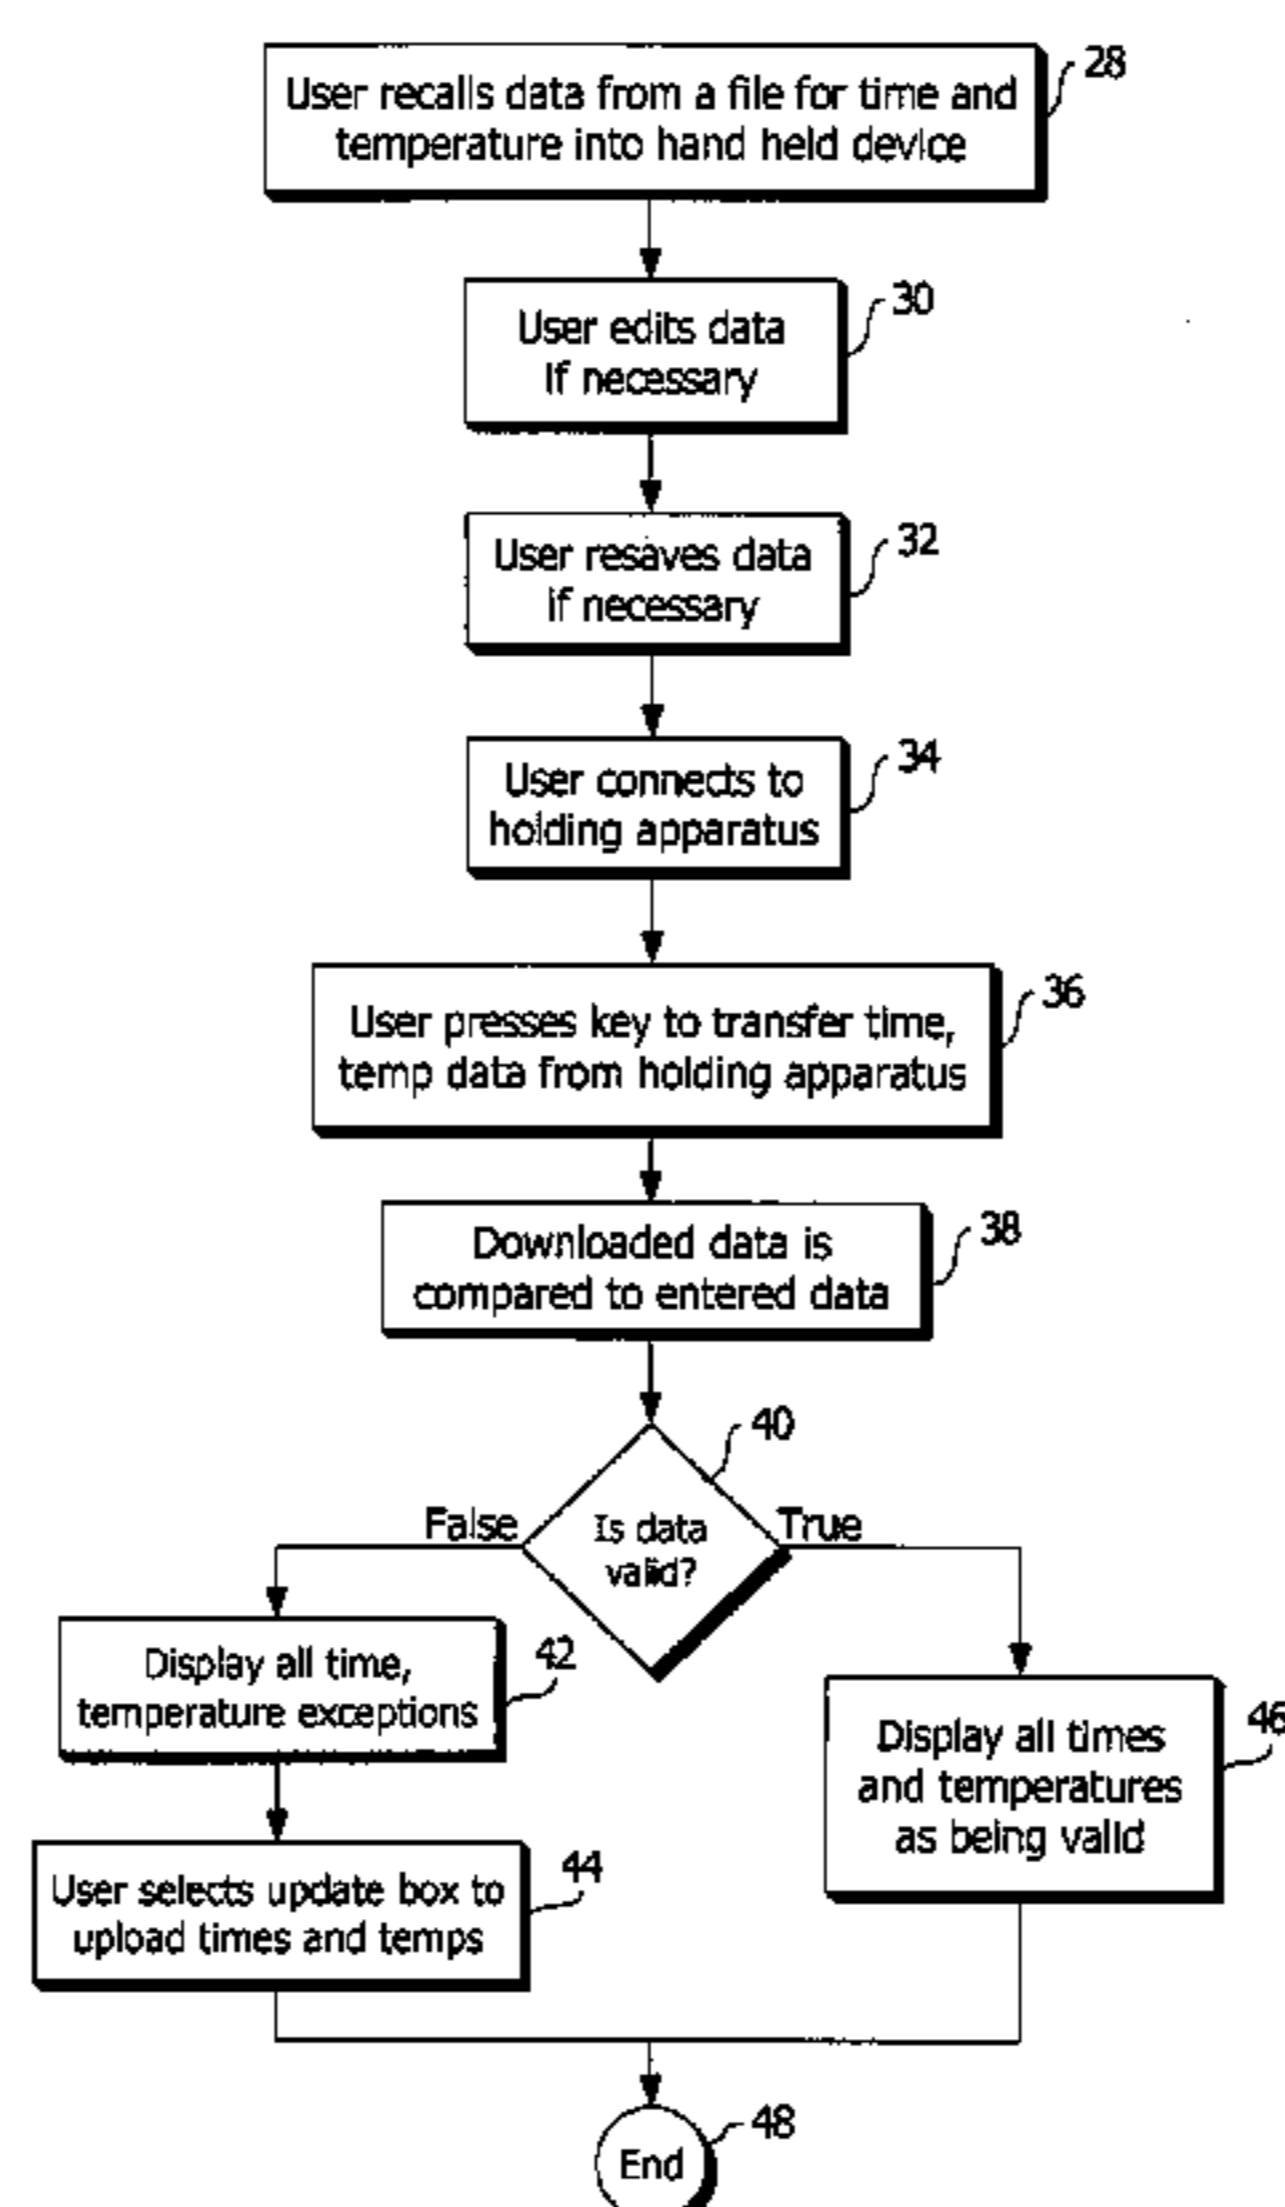 User recalls data from a file for time and
temperature into hand held device
28
User edits data
if necessary
30
User resaves data
if necessary
32
User connects to
holding apparatus
34
User presses key to transfer time,
temp data from holding apparatus
36
Downloaded data is
compared to entered data
38
40
False
Is data
valid?
True
Display all time,
temperature exceptions
42
Display all times
and temperatures
as being valid
46
User selects update box to
upload times and temps
44
End
48